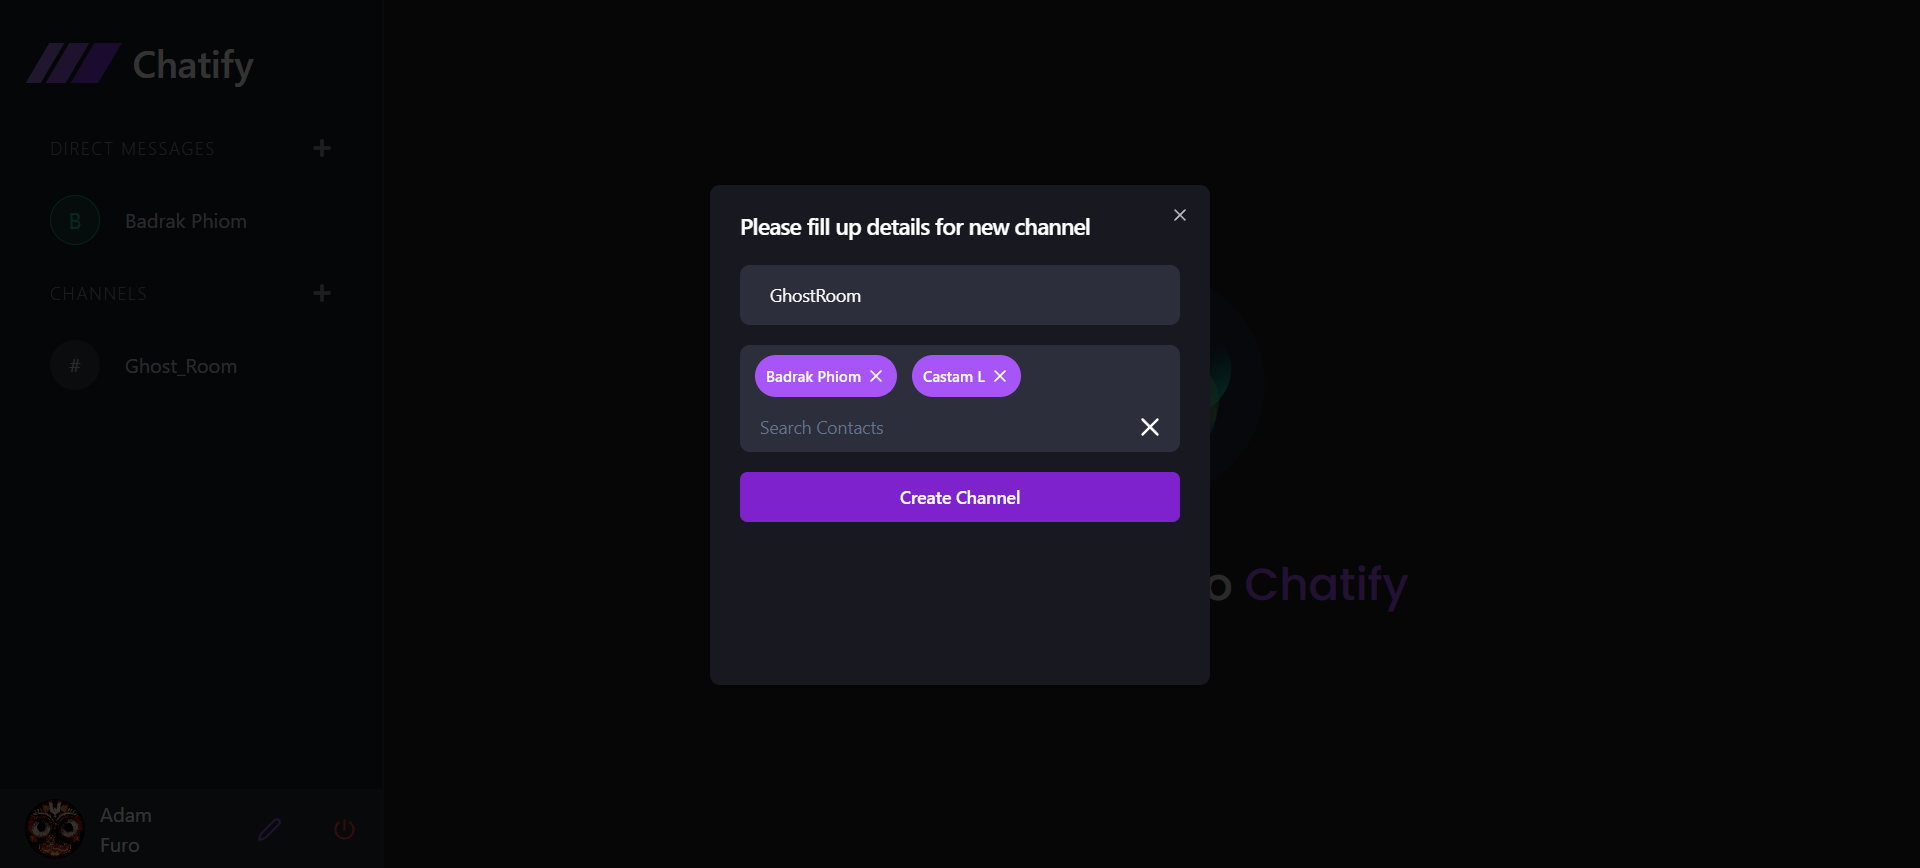 Chatify
DIRECT MESSAGES
B
Badrak Phiom
CHANNELS
#
Ghost_Room
Adam
Furo
Please fill up details for new channel
GhostRoom
Badrak Phiom
Castam L
Search Contacts
Create Channel
o Chatify